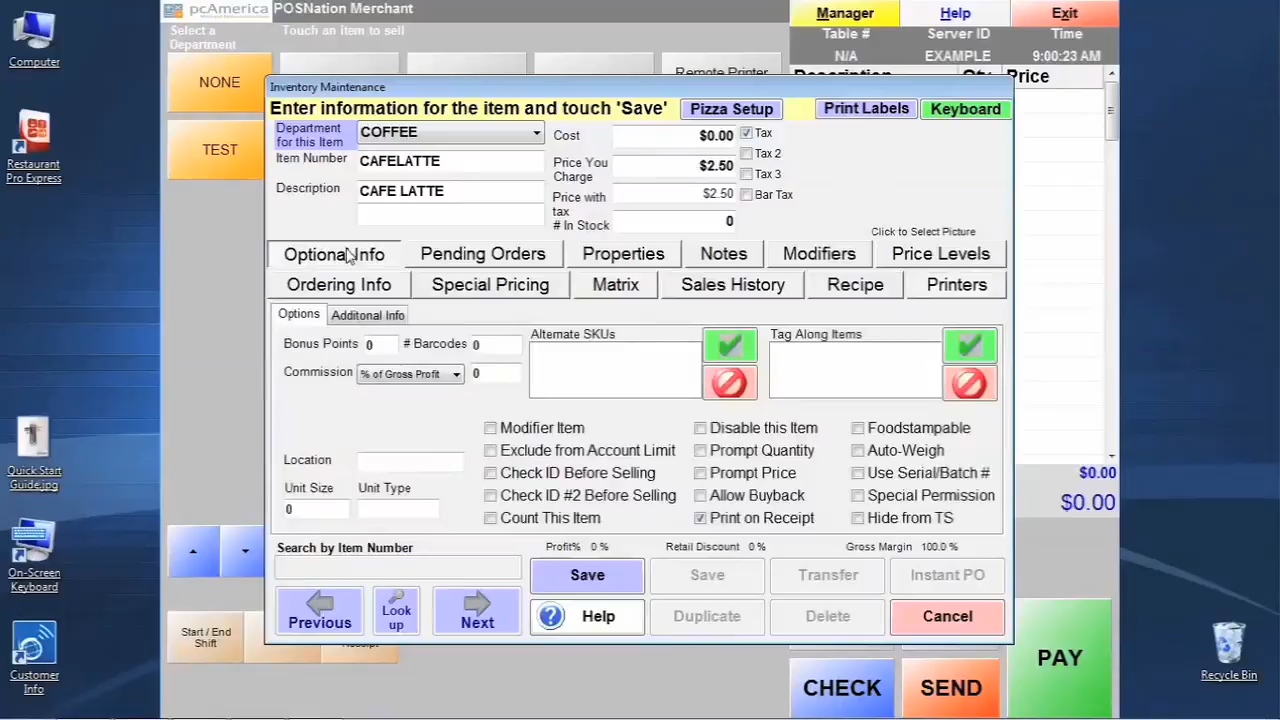 Computer
Restaurant
Pro Express
Quick Start
Guide.jpg
On-Screen
Keyboard
Customer
Info
Recycle Bin
pcAmerica
POSNation Merchant
Select a
Department
Touch an Item to sell
Manager
Help
Exit
Table #
Server ID
Time
N/A
EXAMPLE
9:00:23 AM
NONE
TEST
Remote Printer
Description
Qty
Price
Inventory Maintenance
Enter information for the item and touch 'Save'
Pizza Setup
Print Labels
Keyboard
Department
for this Item
COFFEE
Item Number
CAFELATTE
Description
CAFE LATTE
Cost
$0.00
Price You
Charge
$2.50
Price with
tax
$2.50
# In Stock
0
Tax
Tax 2
Tax 3
Bar Tax
Click to Select Picture
Optional Info
Pending Orders
Properties
Notes
Modifiers
Price Levels
Ordering Info
Special Pricing
Matrix
Sales History
Recipe
Printers
Options
Additonal Info
Bonus Points
0
# Barcodes
0
Commission
% of Gross Profit
0
Alternate SKUs
Tag Along Items
Location
Unit Size
Unit Type
0
Modifier Item
Exclude from Account Limit
Check ID Before Selling
Check ID #2 Before Selling
Count This Item
Disable this Item
Prompt Quantity
Prompt Price
Allow Buyback
Print on Receipt
Foodstampable
Auto-Weigh
Use Serial/Batch #
Special Permission
Hide from TS
Search by Item Number
Profit% 0 %
Retail Discount 0 %
Gross Margin 100.0 %
Save
Save
Transfer
Instant PO
Previous
Look
up
Next
Help
Duplicate
Delete
Cancel
$0.00
$0.00
Start / End
Shift
CHECK
SEND
PAY